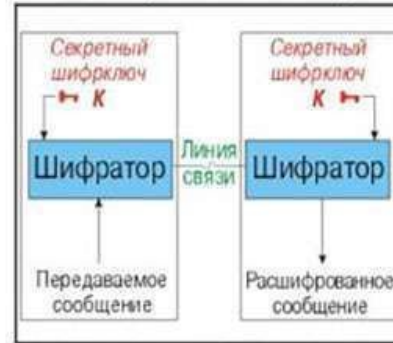 Секретный
шифрключ
К
Шифратор
Передаваемое
сообщение
Линия
связи
Секретный
шифрключ
К
Шифратор
Расшифрованное
сообщение